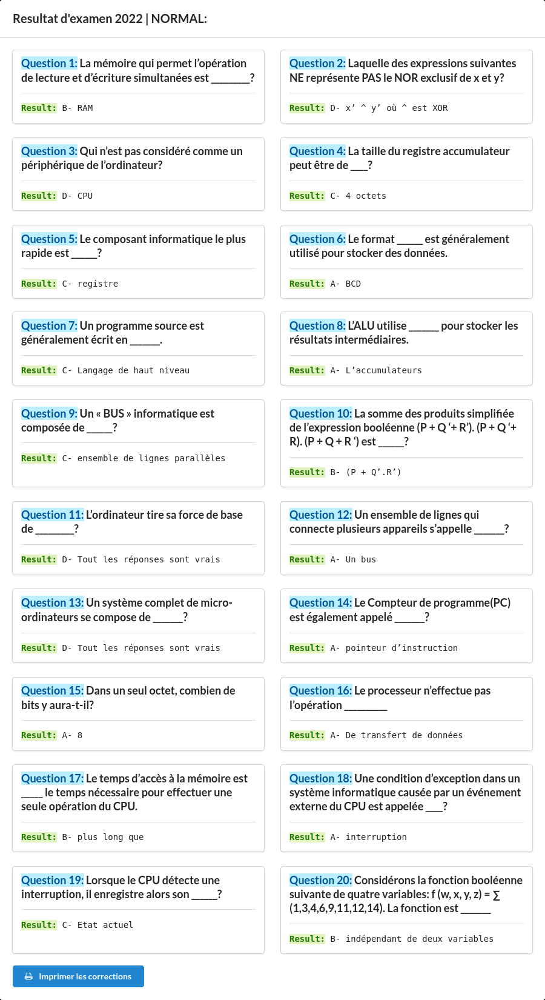 Resultat d'examen 2022 | NORMAL:
Question 1: La mémoire qui permet l’opération
de lecture et d’écriture simultanées est _________?
Result: B- RAM
Question 2: Laquelle des expressions suivantes
NE représente PAS le NOR exclusif de x et y?
Result: D- x’ ^ y’ où ^ est XOR
Question 3: Qui n’est pas considéré comme un
périphérique de l’ordinateur?
Result: D- CPU
Question 4: La taille du registre accumulateur
peut être de ____?
Result: C- 4 octets
Question 5: Le composant informatique le plus
rapide est ______?
Result: C- registre
Question 6: Le format ______ est généralement
utilisé pour stocker des données.
Result: A- BCD
Question 7: Un programme source est
généralement écrit en _______.
Result: C- Langage de haut niveau
Question 8: L’ALU utilise _______ pour stocker les
résultats intermédiaires.
Result: A- L’accumulateurs
Question 9: Un « BUS » informatique est
composée de ______?
Result: C- ensemble de lignes parallèles
Question 10: La somme des produits simplifiée
de l’expression booléenne (P + Q ‘+ R’). (P + Q ‘+
R). (P + Q + R ‘) est ______?
Result: B- (P + Q’.R’)
Question 11: L’ordinateur tire sa force de base
de _________?
Result: D- Tout les réponses sont vrais
Question 12: Un ensemble de lignes qui
connecte plusieurs appareils s’appelle _______?
Result: A- Un bus
Question 13: Un système complet de micro-
ordinateurs se compose de _______?
Result: D- Tout les réponses sont vrais
Question 14: Le Compteur de programme(PC)
est également appelé _______?
Result: A- pointeur d’instruction
Question 15: Dans un seul octet, combien de
bits y aura-t-il?
Result: A- 8
Question 16: Le processeur n’effectue pas
l’opération __________
Result: A- De transfert de données
Question 17: Le temps d’accès à la mémoire est
_____ le temps nécessaire pour effectuer une
seule opération du CPU.
Result: B- plus long que
Question 18: Une condition d’exception dans un
système informatique causée par un événement
externe du CPU est appelée ____?
Result: A- interruption
Question 19: Lorsque le CPU détecte une
interruption, il enregistre alors son ______?
Result: C- Etat actuel
Question 20: Considérons la fonction booléenne
suivante de quatre variables: f (w, x, y, z) = ∑
(1,3,4,6,9,11,12,14). La fonction est _______
Result: B- indépendant de deux variables
Imprimer les corrections